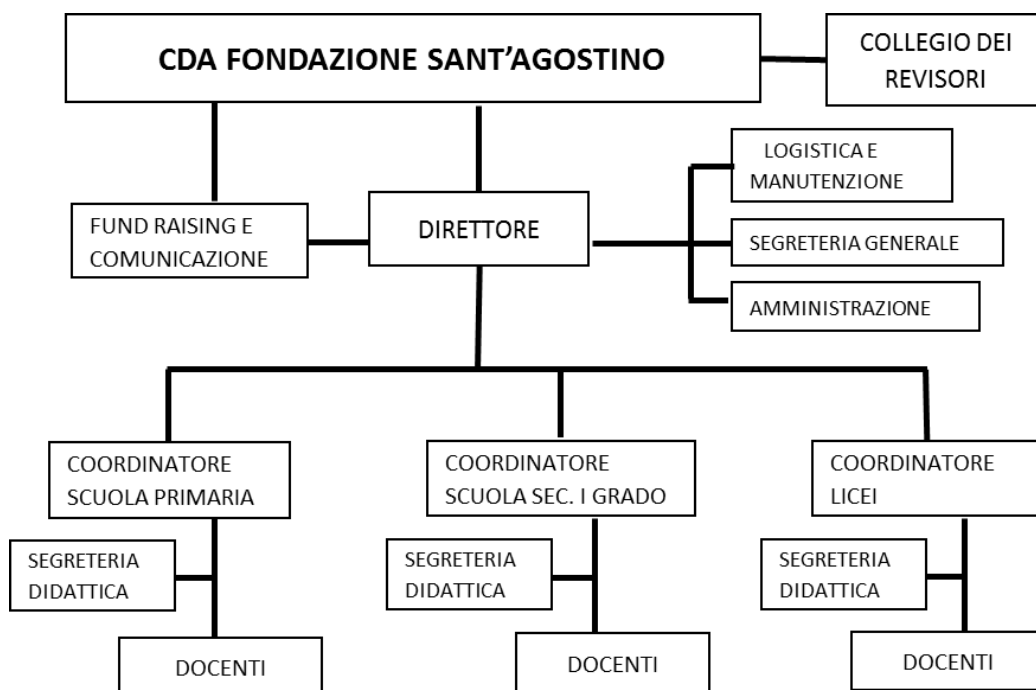 CDA FONDAZIONE SANT'AGOSTINO
COLLEGIO DEI
REVISORI
LOGISTICA E
MANUTENZIONE
FUND RAISING E
COMUNICAZIONE
DIRETTORE
SEGRETERIA GENERALE
AMMINISTRAZIONE
COORDINATORE
SCUOLA PRIMARIA
COORDINATORE
SCUOLA SEC. I GRADO
COORDINATORE
LICEI
SEGRETERIA
DIDATTICA
SEGRETERIA
DIDATTICA
SEGRETERIA
DIDATTICA
DOCENTI
DOCENTI
DOCENTI